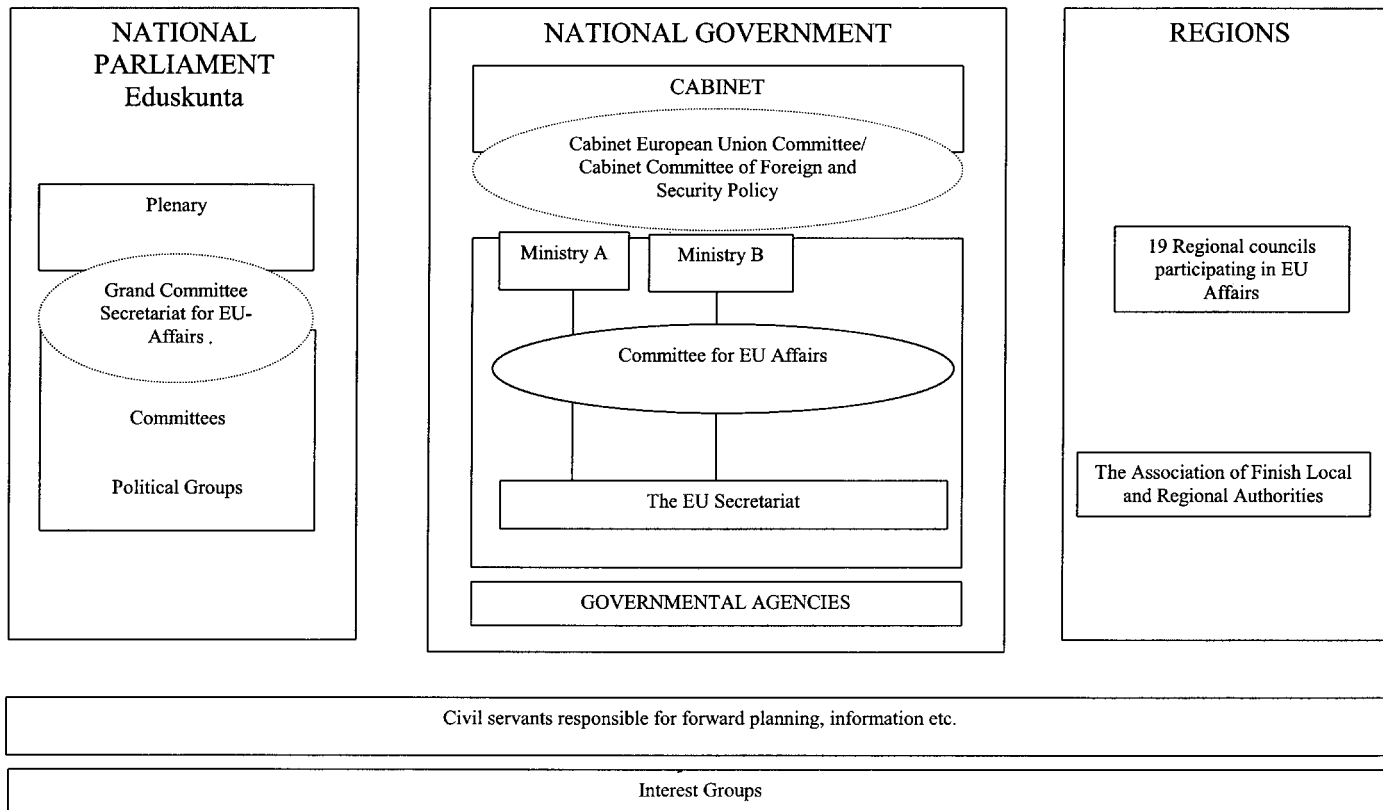 NATIONAL
PARLIAMENT
Eduskunta
Plenary
Grand Committee
Secretariat for EU-
Affairs .
Committees
Political Groups
NATIONAL GOVERNMENT
CABINET
Cabinet European Union Committee/
Cabinet Committee of Foreign and
Security Policy
Ministry A
Ministry B
Committee for EU Affairs
The EU Secretariat
GOVERNMENTAL AGENCIES
REGIONS
19 Regional councils
participating in EU
Affairs
The Association of Finish Local
and Regional Authorities
Civil servants responsible for forward planning, information etc.
Interest Groups